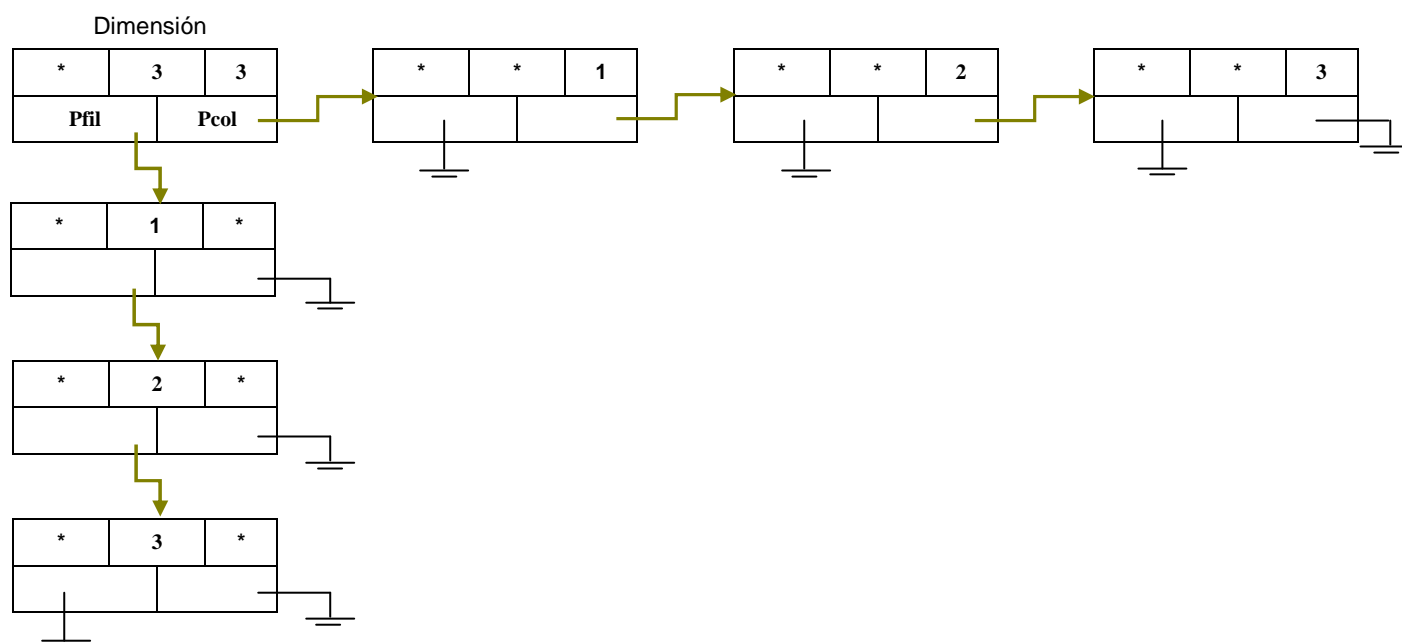 Dimensión
* 3 3 * * 1 * * 2 * * 3
Pfil Pcol
* 1 *
* 2 *
* 3 *